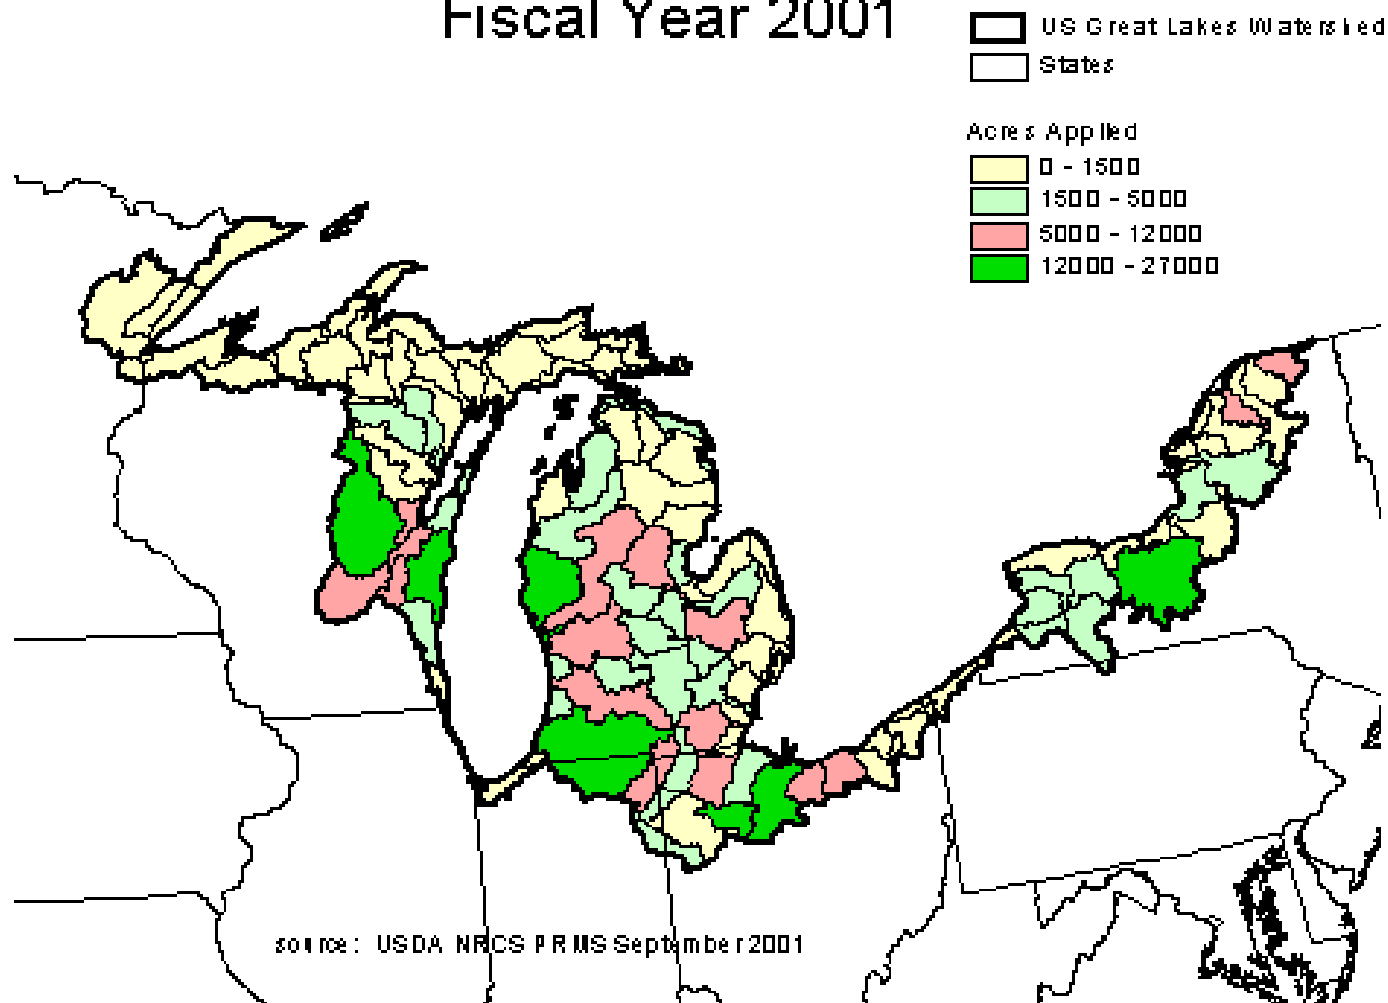 Fiscal Year 2001
US Great Lakes Watershed
States
Acres Applied
0 - 1500
1500 - 5000
5000 - 12000
12000 - 27000
source: USDA NRCS PRMS September 2001